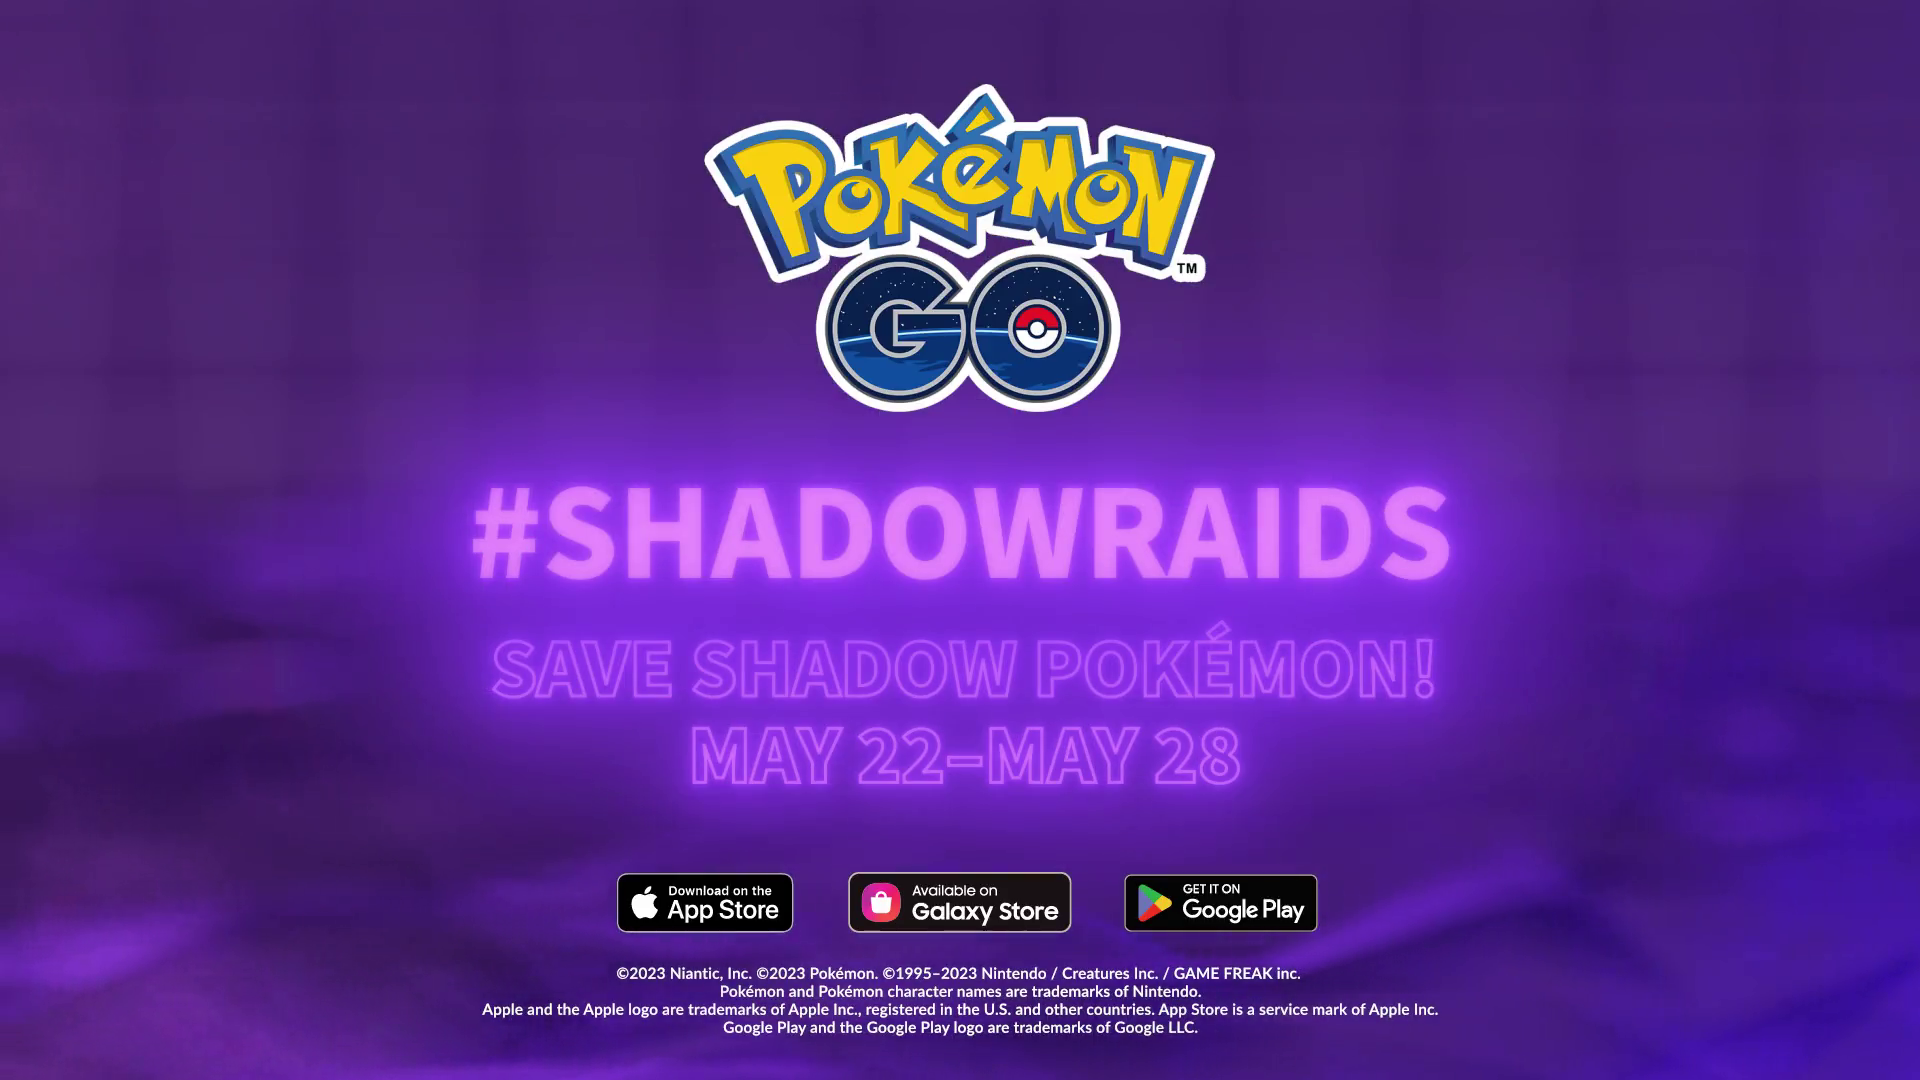 Pokémon
GO
TM
#SHADOWRAIDS
SAVE SHADOW POKÉMON!
MAY 22–MAY 28
Download on the
App Store
Available on
Galaxy Store
GET IT ON
Google Play
©2023 Niantic, Inc. ©2023 Pokémon. ©1995–2023 Nintendo / Creatures Inc. / GAME FREAK inc.
Pokémon and Pokémon character names are trademarks of Nintendo.
Apple and the Apple logo are trademarks of Apple Inc., registered in the U.S. and other countries. App Store is a service mark of Apple Inc.
Google Play and the Google Play logo are trademarks of Google LLC.